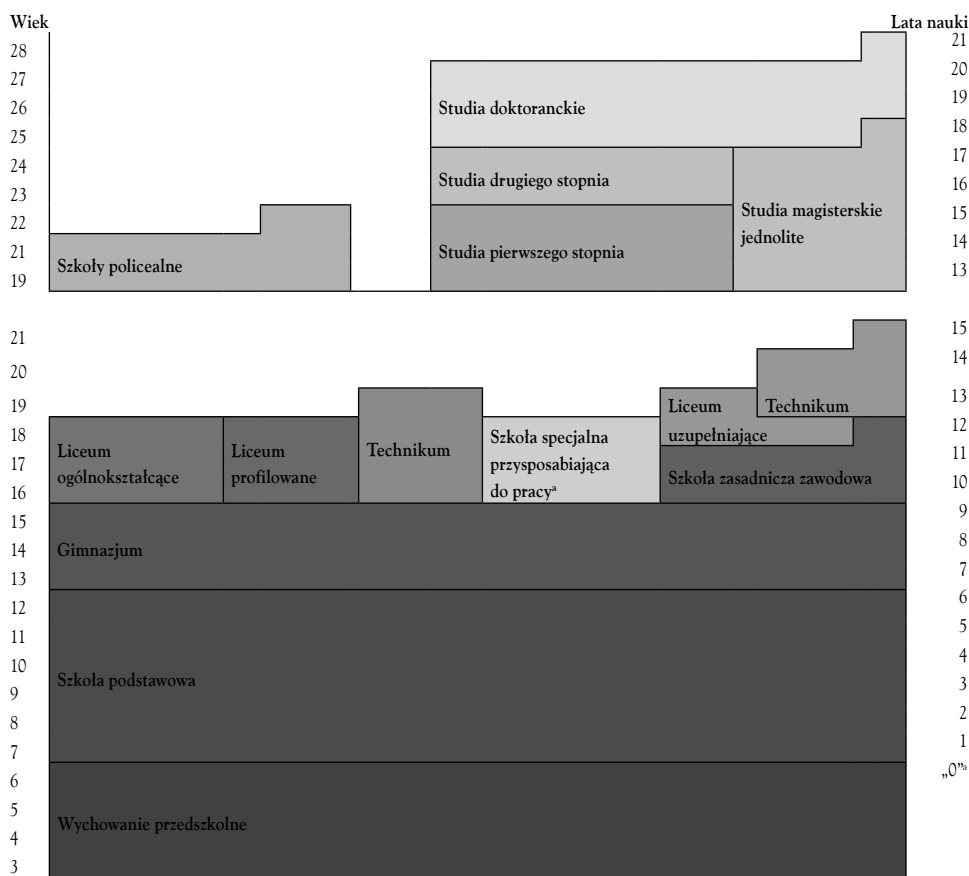 Wiek
Lata nauki
28
27
26
25
24
23
22
21
19
21
20
19
18
17
16
15
14
13
Studia doktoranckie
Studia drugiego stopnia
Studia magisterskie
jednolite
Studia pierwszego stopnia
Szkoły policealne
21
20
19
18
17
16
15
14
13
12
11
10
9
8
7
6
5
4
3
15
14
13
12
11
10
9
8
7
6
5
4
3
2
1
„0”ª
Liceum
ogólnokształcące
Liceum
profilowane
Technikum
Szkoła specjalna
przysposabiająca
do pracyª
Liceum
uzupełniające
Technikum
Szkoła zasadnicza zawodowa
Gimnazjum
Szkoła podstawowa
Wychowanie przedszkolne